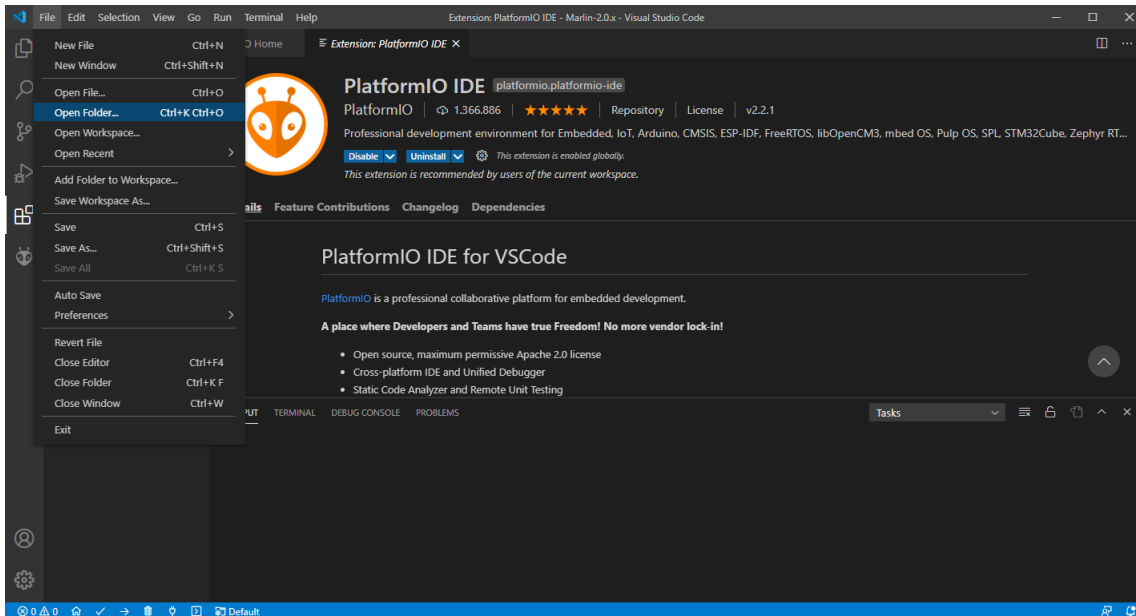 File Edit Selection View Go Run Terminal Help Extension: PlatformIO IDE - Marlin-2.0.x - Visual Studio Code
New File Ctrl+N
New Window Ctrl+Shift+N
Open File... Ctrl+O
Open Folder... Ctrl+K Ctrl+O
Open Workspace...
Open Recent
Add Folder to Workspace...
Save Workspace As...
Save Ctrl+S
Save As... Ctrl+Shift+S
Save All Ctrl+K S
Auto Save
Preferences
Revert File
Close Editor Ctrl+F4
Close Folder Ctrl+K F
Close Window Ctrl+W
Exit
O Home Extension: PlatformIO IDE
PlatformIO IDE platformio.platformio-ide
PlatformIO 1.366.886 Repository License v2.2.1
Professional development environment for Embedded, IoT, Arduino, CMSIS, ESP-IDF, FreeRTOS, libOpenCM3, mbed OS, Pulp OS, SPL, STM32Cube, Zephyr RT...
Disable Uninstall This extension is enabled globally.
This extension is recommended by users of the current workspace.
ails Feature Contributions Changelog Dependencies
PlatformIO IDE for VSCode
PlatformIO is a professional collaborative platform for embedded development.
A place where Developers and Teams have true Freedom! No more vendor lock-in!
• Open source, maximum permissive Apache 2.0 license
• Cross-platform IDE and Unified Debugger
• Static Code Analyzer and Remote Unit Testing
PUT TERMINAL DEBUG CONSOLE PROBLEMS Tasks
0 0 Default